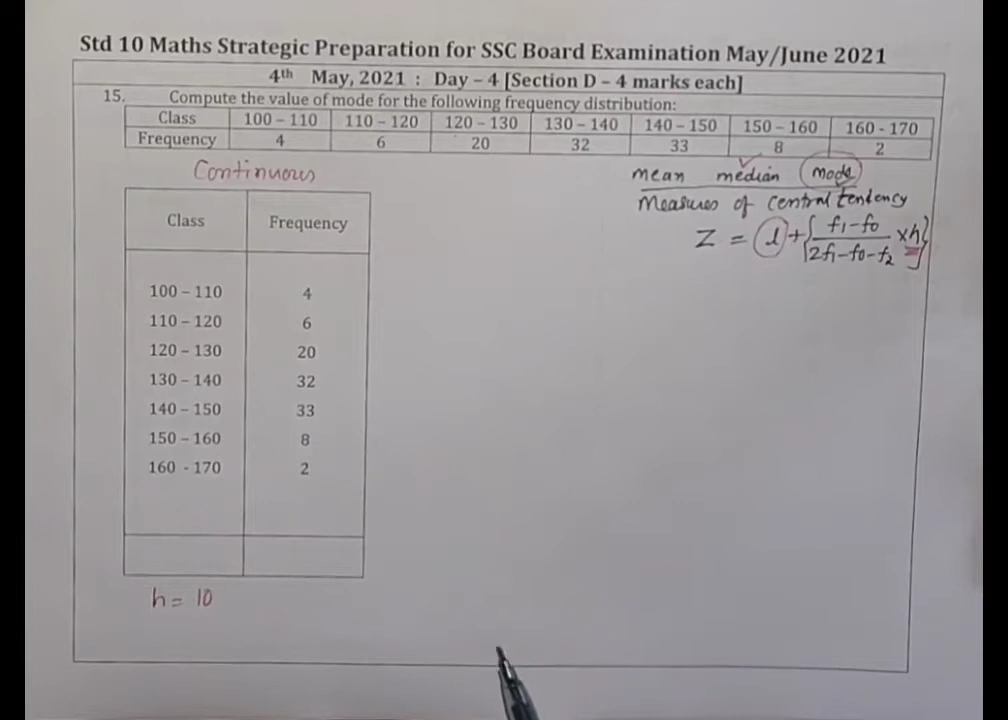 Std 10 Maths Strategic Preparation for SSC Board Examination May/June 2021
4th May, 2021 : Day – 4 [Section D – 4 marks each]
15. Compute the value of mode for the following frequency distribution:
Class 100 – 110 110 – 120 120 – 130 130 – 140 140 – 150 150 – 160 160 - 170
Frequency 4 6 20 32 33 8 2
Continuous
mean median mode
Measures of central tendency
Z = l + { f1 – f0 / 2f1 – f0 – f2 × h }
Class Frequency
100 – 110 4
110 – 120 6
120 – 130 20
130 – 140 32
140 – 150 33
150 – 160 8
160 - 170 2
h = 10